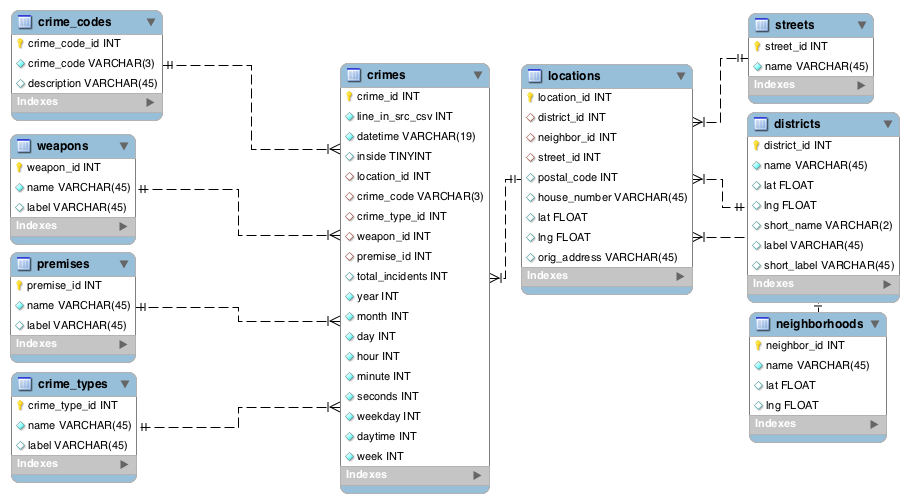 crime_codes
crime_code_id INT
crime_code VARCHAR(3)
description VARCHAR(45)
Indexes
weapons
weapon_id INT
name VARCHAR(45)
label VARCHAR(45)
Indexes
premises
premise_id INT
name VARCHAR(45)
label VARCHAR(45)
Indexes
crime_types
crime_type_id INT
name VARCHAR(45)
label VARCHAR(45)
Indexes
crimes
crime_id INT
line_in_src_csv INT
datetime VARCHAR(19)
inside TINYINT
location_id INT
crime_code VARCHAR(3)
crime_type_id INT
weapon_id INT
premise_id INT
total_incidents INT
year INT
month INT
day INT
hour INT
minute INT
seconds INT
weekday INT
daytime INT
week INT
Indexes
locations
location_id INT
district_id INT
neighbor_id INT
street_id INT
postal_code INT
house_number VARCHAR(45)
lat FLOAT
lng FLOAT
orig_address VARCHAR(45)
Indexes
streets
street_id INT
name VARCHAR(45)
Indexes
districts
district_id INT
name VARCHAR(45)
lat FLOAT
lng FLOAT
short_name VARCHAR(2)
label VARCHAR(45)
short_label VARCHAR(45)
Indexes
neighborhoods
neighbor_id INT
name VARCHAR(45)
lat FLOAT
lng FLOAT
Indexes